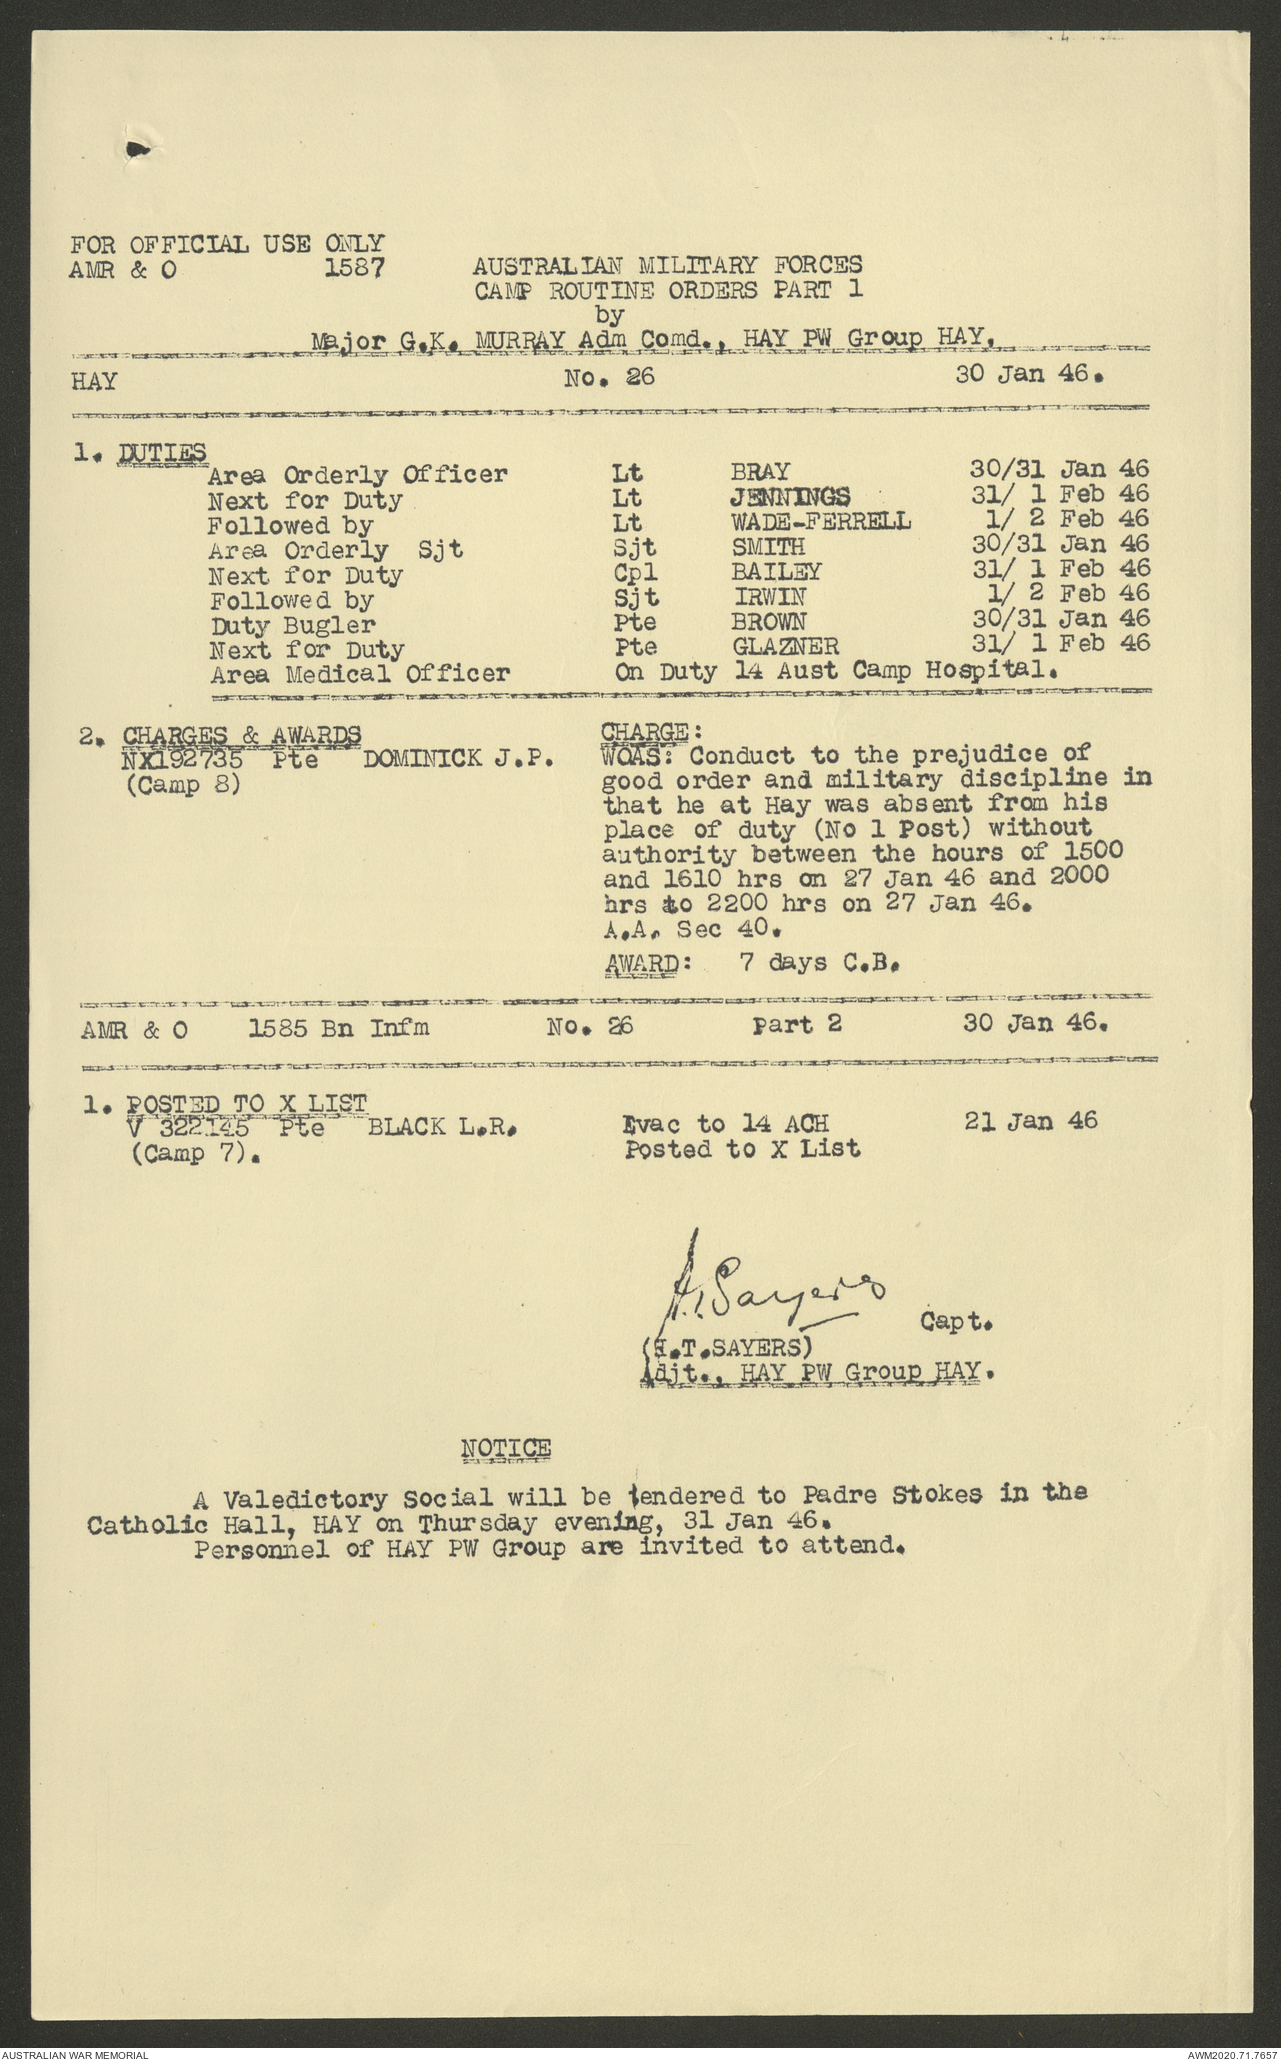 FOR OFFICIAL USE ONLY
AMR & O 1587 AUSTRALIAN MILITARY FORCES
CAMP ROUTINE ORDERS PART 1
by
Major G.K. MURRAY Adm Comd., HAY PW Group HAY.
HAY No. 26 30 Jan 46.
1. DUTIES
Area Orderly Officer Lt BRAY 30/31 Jan 46
Next for Duty Lt JENNINGS 31/ 1 Feb 46
Followed by Lt WADE-FERRELL 1/ 2 Feb 46
Area Orderly Sjt Sjt SMITH 30/31 Jan 46
Next for Duty Cpl BAILEY 31/ 1 Feb 46
Followed by Sjt IRWIN 1/ 2 Feb 46
Duty Bugler Pte BROWN 30/31 Jan 46
Next for Duty Pte GLAZNER 31/ 1 Feb 46
Area Medical Officer On Duty 14 Aust Camp Hospital.
2. CHARGES & AWARDS CHARGE:
NX192735 Pte DOMINICK J.P. WOAS: Conduct to the prejudice of
(Camp 8) good order and military discipline in
that he at Hay was absent from his
place of duty (No 1 Post) without
authority between the hours of 1500
and 1610 hrs on 27 Jan 46 and 2000
hrs to 2200 hrs on 27 Jan 46.
A.A. Sec 40.
AWARD: 7 days C.B.
AMR & O 1585 Bn Infm No. 26 Part 2 30 Jan 46.
1. POSTED TO X LIST
V 322145 Pte BLACK L.R. Evac to 14 ACH 21 Jan 46
(Camp 7). Posted to X List
Sayers
Capt.
(H.T.SAYERS)
Adjt., HAY PW Group HAY.
NOTICE
A Valedictory Social will be tendered to Padre Stokes in the
Catholic Hall, HAY on Thursday evening, 31 Jan 46.
Personnel of HAY PW Group are invited to attend.
AUSTRALIAN WAR MEMORIAL AWM2020.71.7657